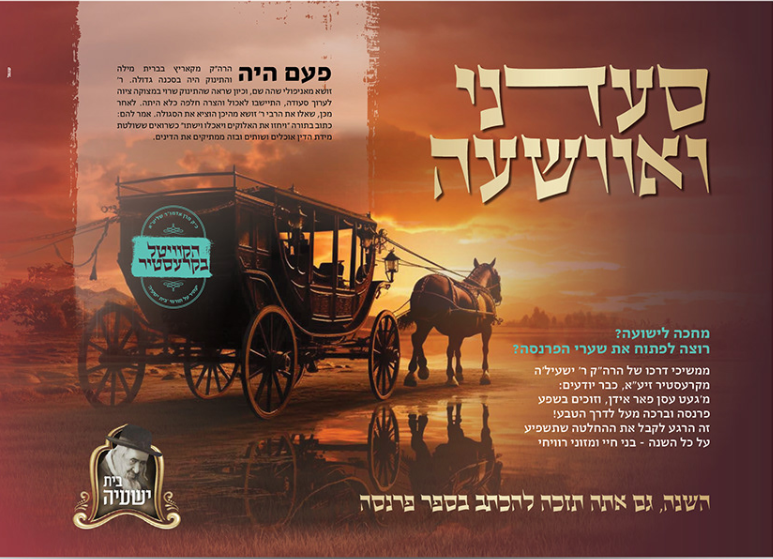 סעדני
ואוושעה
פעם היה הרה"ק מקאריץ בברית מילה
והתינוק היה בסכנה גדולה. ר'
זושא מאניפולי שהה שם, וכיון שראה שהתינוק שרוי במצוקה ציוה
לערוך סעודה, התיישבו לאכול והצרה חלפה כלא היתה. לאחר
מכן, שאלו את הרבי ר' זושא מהיכן הוציא את הסגולה. אמר להם:
כתוב בתורה "ויחזו את האלוקים ויאכלו וישתו" כשרואים ששולטת
מידת הדין אוכלים ושותים ובזה ממתיקים את הדינים.
הקוויטל
בקרעסטיר
מחכה לישועה?
רוצה לפתוח את שערי הפרנסה?
ממשיכי דרכו של הרה"ק ר' ישעיל'ה
מקרעסטיר זיע"א, כבר יודעים:
מ'געט עסן פאר אידן, וזוכים בשפע
פרנסה וברכה מעל לדרך הטבע!
זה הרגע לקבל את ההחלטה שתשפיע
על כל השנה - בני חיי ומזוני רוויחי
בית
ישעיה
השנה, גם אתה תזכה להכתב בספר פרנסה